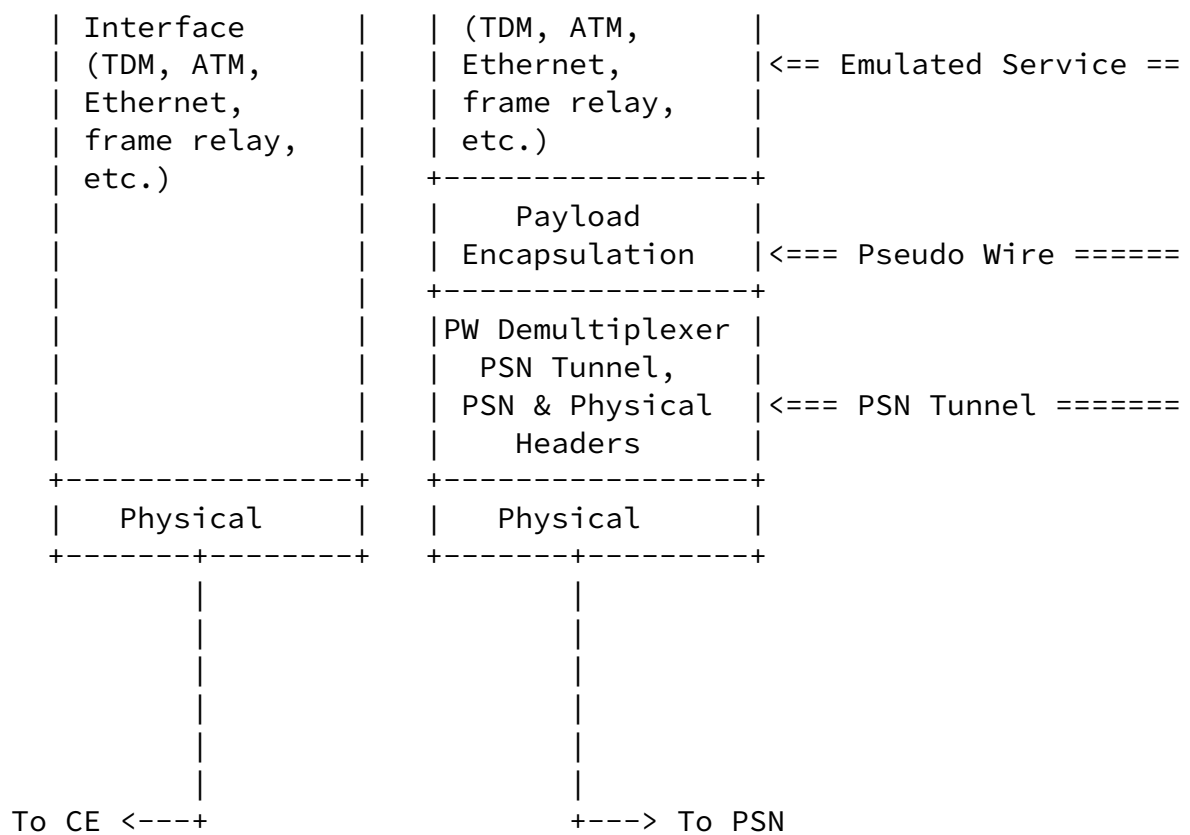 | Interface      |   | (TDM, ATM,      |
| (TDM, ATM,     |   | Ethernet,       |<== Emulated Service ==
| Ethernet,      |   | frame relay,    |
| frame relay,   |   | etc.)           |
| etc.)          |   +-----------------+
|                |   |    Payload      |
|                |   | Encapsulation   |<=== Pseudo Wire ======
|                |   +-----------------+
|                |   |PW Demultiplexer |
|                |   |  PSN Tunnel,    |
|                |   | PSN & Physical  |<=== PSN Tunnel =======
|                |   |    Headers      |
+----------------+   +-----------------+
|   Physical     |   |   Physical      |
+-------+--------+   +-------+---------+
        |                    |
        |                    |
        |                    |
        |                    |
        |                    |
        |                    |
To CE <---+                    +---> To PSN